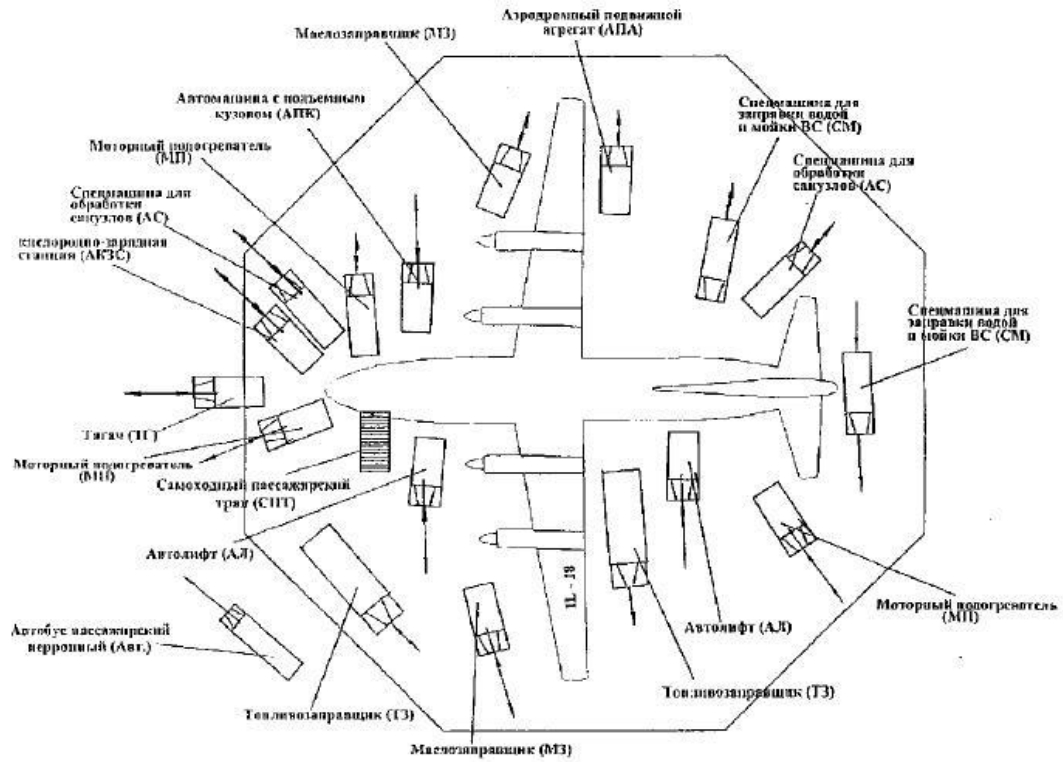 Аэродромный подвижной
агрегат (АПА)
Маслозаправщик (МЗ)
Автомашина с подъемным
кузовом (АПК)
Спецмашина для
заправки водой
и мойки ВС (СМ)
Моторный подогреватель
(МП)
Спецмашина для
обработки
санузлов (АС)
Спецмашина для
обработки
санузлов (АС)
кислородно-зарядная
станция (АКЗС)
Спецмашина для
заправки водой
и мойки ВС (СМ)
Тягач (ТГ)
Моторный подогреватель
(МП)
Самоходный пассажирский
трап (СПТ)
Автолифт (АЛ)
IL - 18
Моторный подогреватель
(МП)
Автобус пассажирский
перронный (Авт.)
Автолифт (АЛ)
Топливозаправщик (ТЗ)
Топливозаправщик (ТЗ)
Маслозаправщик (МЗ)